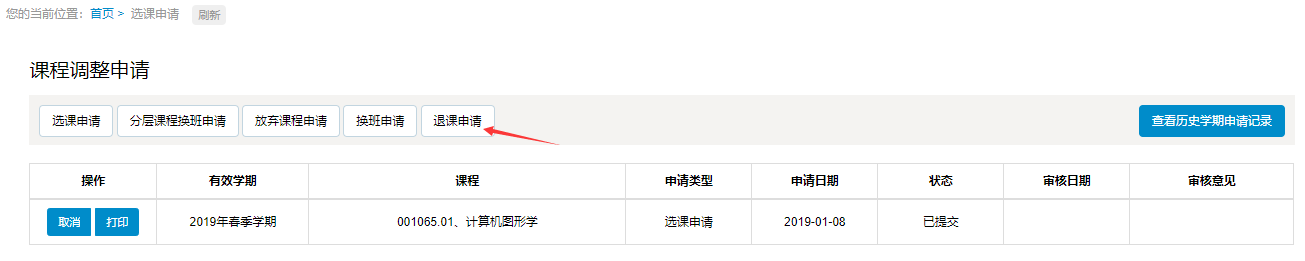 您的当前位置：首页 > 选课申请 刷新
课程调整申请
选课申请 分层课程换班申请 放弃课程申请 换班申请 退课申请 查看历史学期申请记录
操作 有效学期 课程 申请类型 申请日期 状态 审核日期 审核意见
取消 打印 2019年春季学期 001065.01、计算机图形学 选课申请 2019-01-08 已提交